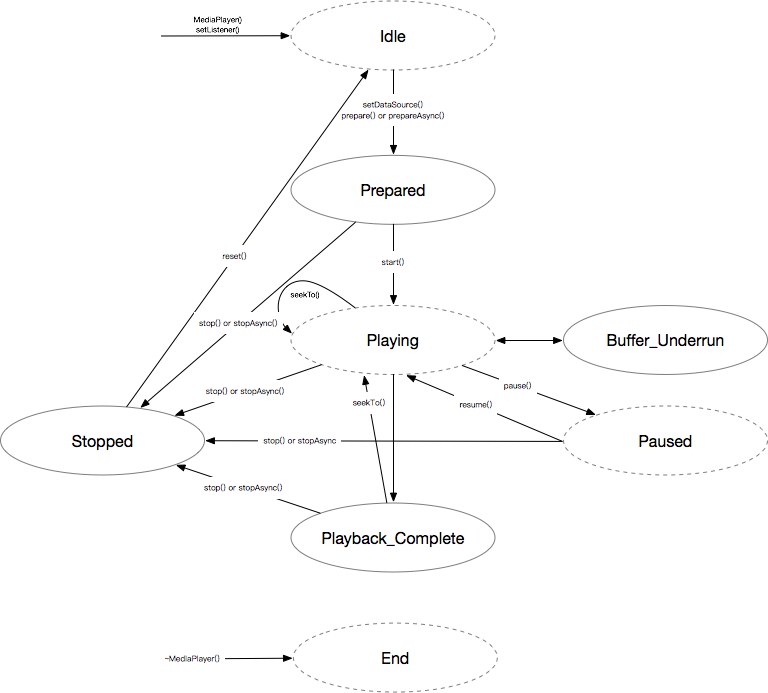 MediaPlayer()
setListener()
Idle
setDataSource()
prepare() or prepareAsync()
Prepared
reset()
start()
seekTo()
stop() or stopAsync()
Playing
Buffer_Underrun
stop() or stopAsync()
pause()
seekTo()
resume()
Stopped
stop() or stopAsync
Paused
stop() or stopAsync()
Playback_Complete
~MediaPlayer()
End